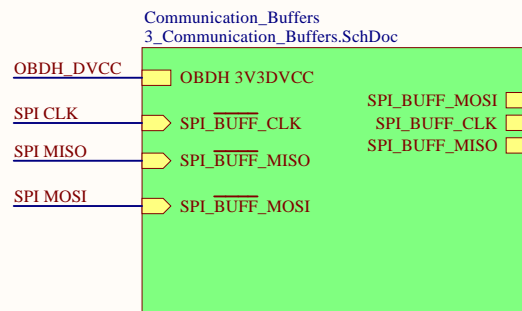 Communication_Buffers
3_Communication_Buffers.SchDoc
OBDH_DVCC
OBDH 3V3DVCC
SPI_BUFF_MOSI
SPI CLK
SPI_BUFF_CLK
SPI_BUFF_CLK
SPI MISO
SPI_BUFF_MISO
SPI_BUFF_MISO
SPI MOSI
SPI_BUFF_MOSI